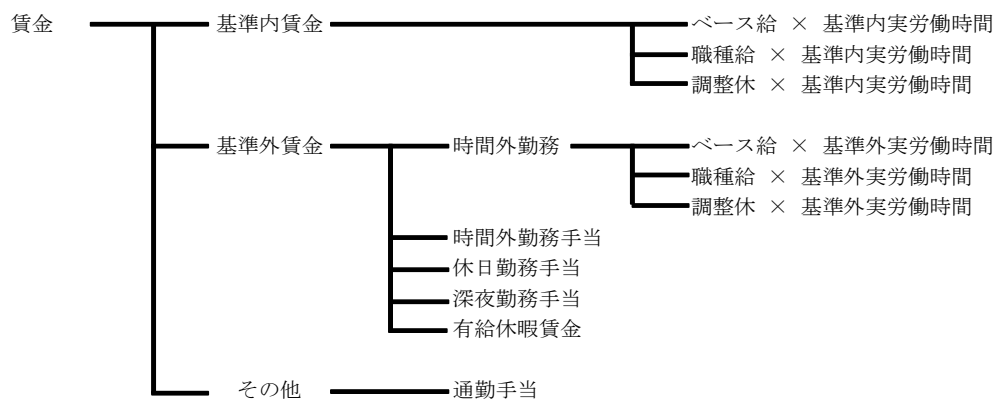 賃金 基準内賃金 ベース給 × 基準内実労働時間
職種給 × 基準内実労働時間
調整休 × 基準内実労働時間
基準外賃金 時間外勤務 ベース給 × 基準外実労働時間
職種給 × 基準外実労働時間
調整休 × 基準外実労働時間
時間外勤務手当
休日勤務手当
深夜勤務手当
有給休暇賃金
その他 通勤手当